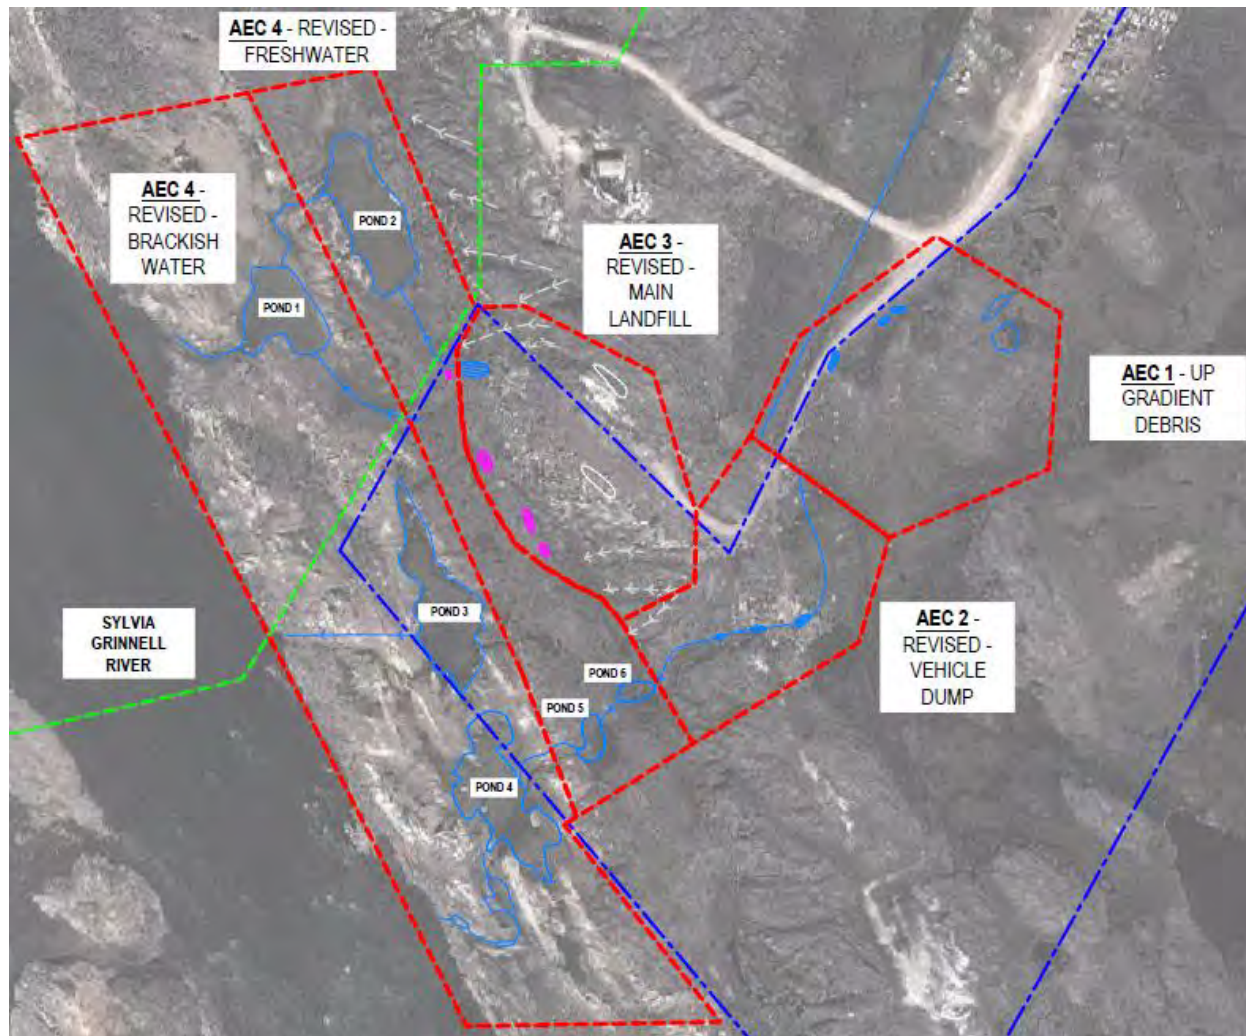 AEC 4 - REVISED -
FRESHWATER
AEC 4 -
REVISED -
BRACKISH
WATER
POND 2
POND 1
AEC 3 -
REVISED -
MAIN
LANDFILL
AEC 1 - UP
GRADIENT
DEBRIS
POND 3
SYLVIA
GRINNELL
RIVER
AEC 2 -
REVISED -
VEHICLE
DUMP
POND 6
POND 5
POND 4